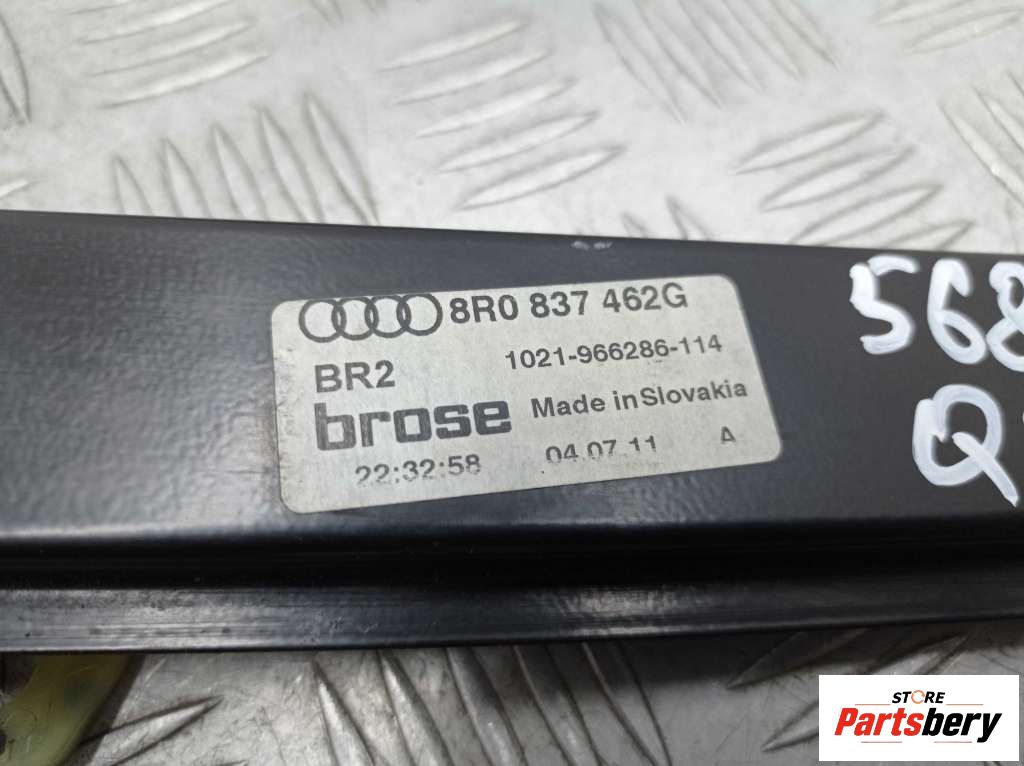 8R0 837 462G
BR2 1021-966286-114
brose Made in Slovakia
22:32:58 04.07.11 A
568
Q
STORE
Partsbery